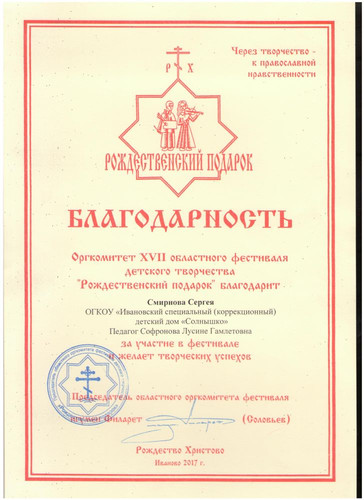 Через творчество -
к православной
нравственности
Р Х
РОЖДЕСТВЕНСКИЙ ПОДАРОК
БЛАГОДАРНОСТЬ
Оргкомитет XVII областного фестиваля
детского творчества
"Рождественский подарок" благодарит
Смирнова Сергея
ОГКОУ «Ивановский специальный (коррекционный)
детский дом «Солнышко»
Педагог Софронова Лусине Гамлетовна
за участие в фестивале
и желает творческих успехов
Председатель областного оргкомитета фестиваля
игумен Филарет (Соловьев)
Рождество Христово
Иваново 2017 г.